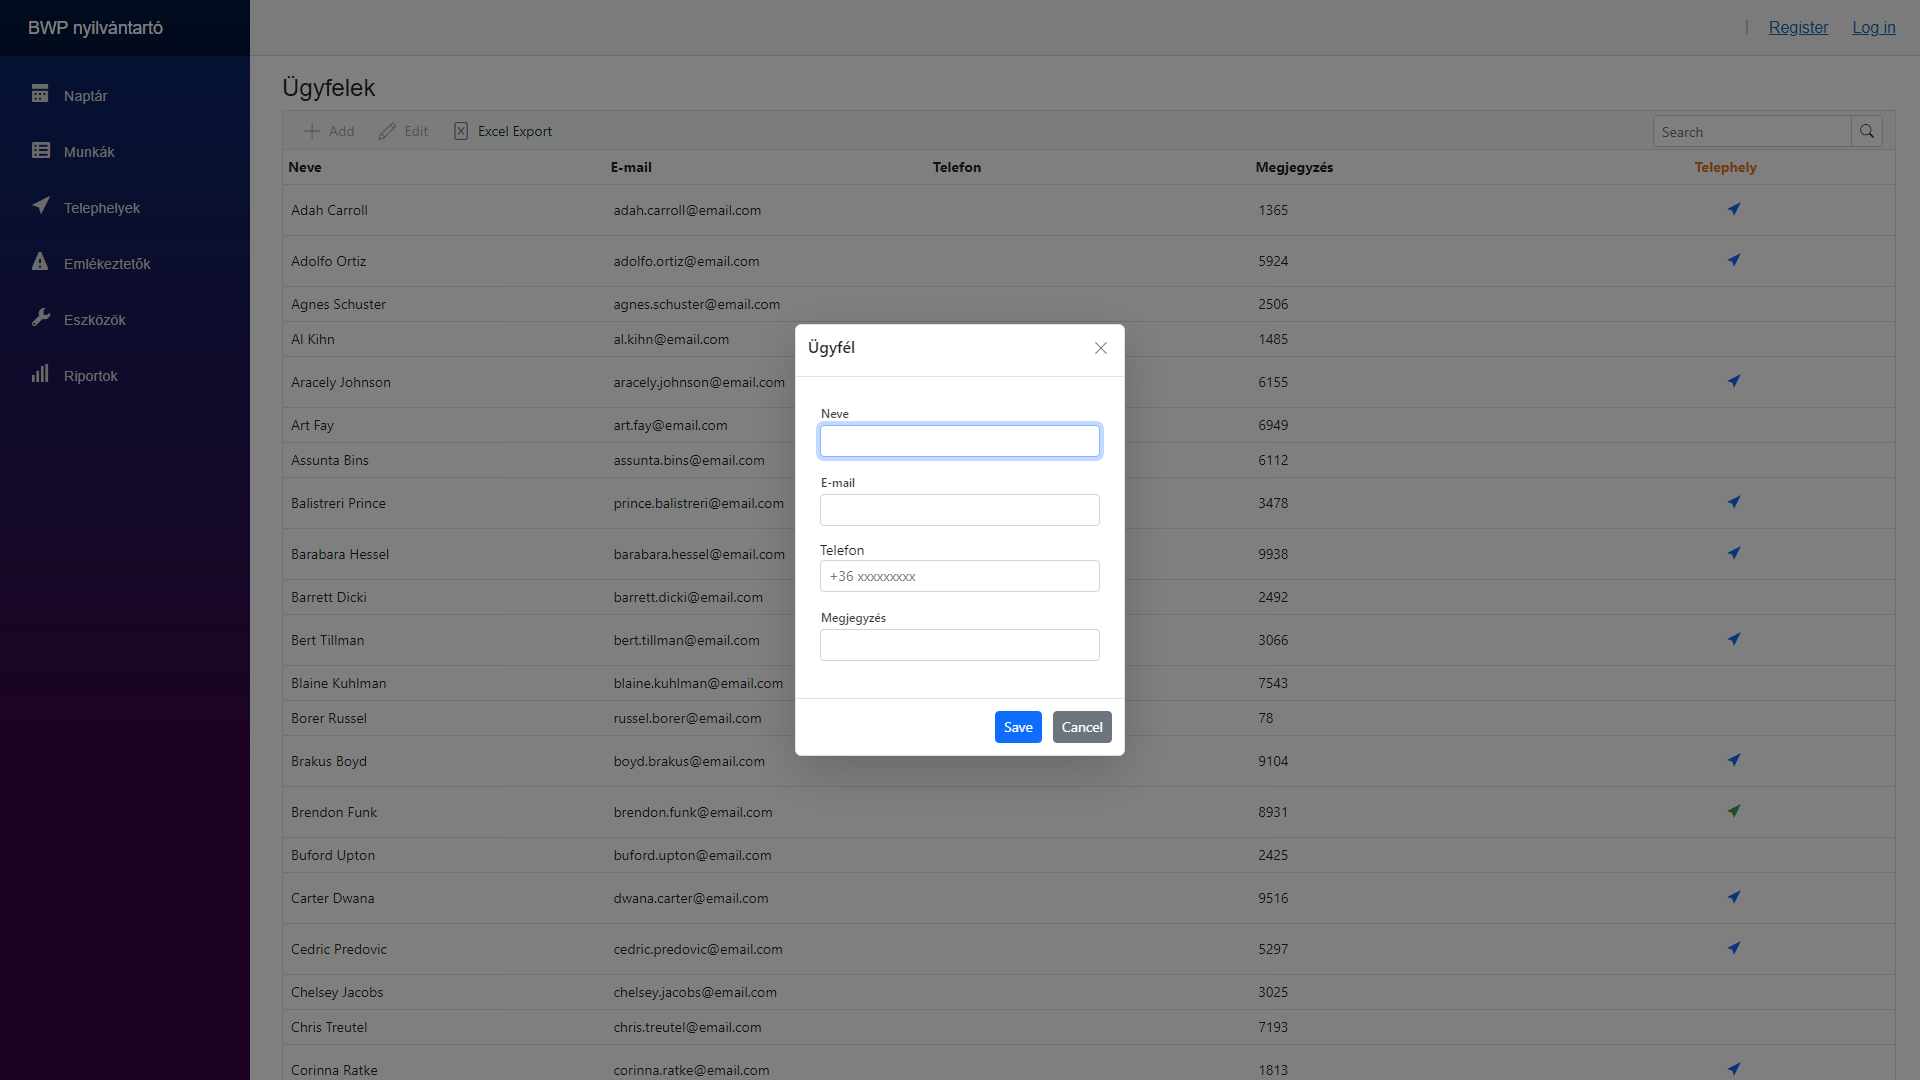 BWP nyilvántartó
Register
Log in
Naptár
Munkák
Telephelyek
Emlékeztetők
Eszközök
Riportok
Ügyfelek
Add
Edit
Excel Export
Search
Neve
E-mail
Telefon
Megjegyzés
Telephely
Adah Carroll adah.carroll@email.com 1365
Adolfo Ortiz adolfo.ortiz@email.com 5924
Agnes Schuster agnes.schuster@email.com 2506
Al Kihn al.kihn@email.com 1485
Aracely Johnson aracely.johnson@email.com 6155
Art Fay art.fay@email.com 6949
Assunta Bins assunta.bins@email.com 6112
Balistreri Prince prince.balistreri@email.com 3478
Barabara Hessel barabara.hessel@email.com 9938
Barrett Dicki barrett.dicki@email.com 2492
Bert Tillman bert.tillman@email.com 3066
Blaine Kuhlman blaine.kuhlman@email.com 7543
Borer Russel russel.borer@email.com 78
Brakus Boyd boyd.brakus@email.com 9104
Brendon Funk brendon.funk@email.com 8931
Buford Upton buford.upton@email.com 2425
Carter Dwana dwana.carter@email.com 9516
Cedric Predovic cedric.predovic@email.com 5297
Chelsey Jacobs chelsey.jacobs@email.com 3025
Chris Treutel chris.treutel@email.com 7193
Corinna Ratke corinna.ratke@email.com 1813
Ügyfél
Neve
E-mail
Telefon
+36 xxxxxxxxx
Megjegyzés
Save
Cancel